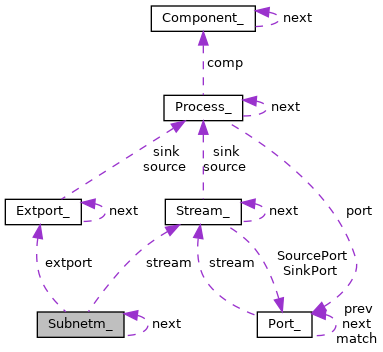 Component_
next
comp
Process_
next
sink
source
sink
source
port
Extport_
next
Stream_
next
extport
stream
stream
SourcePort
SinkPort
Subnetm_
next
Port_
prev
next
match